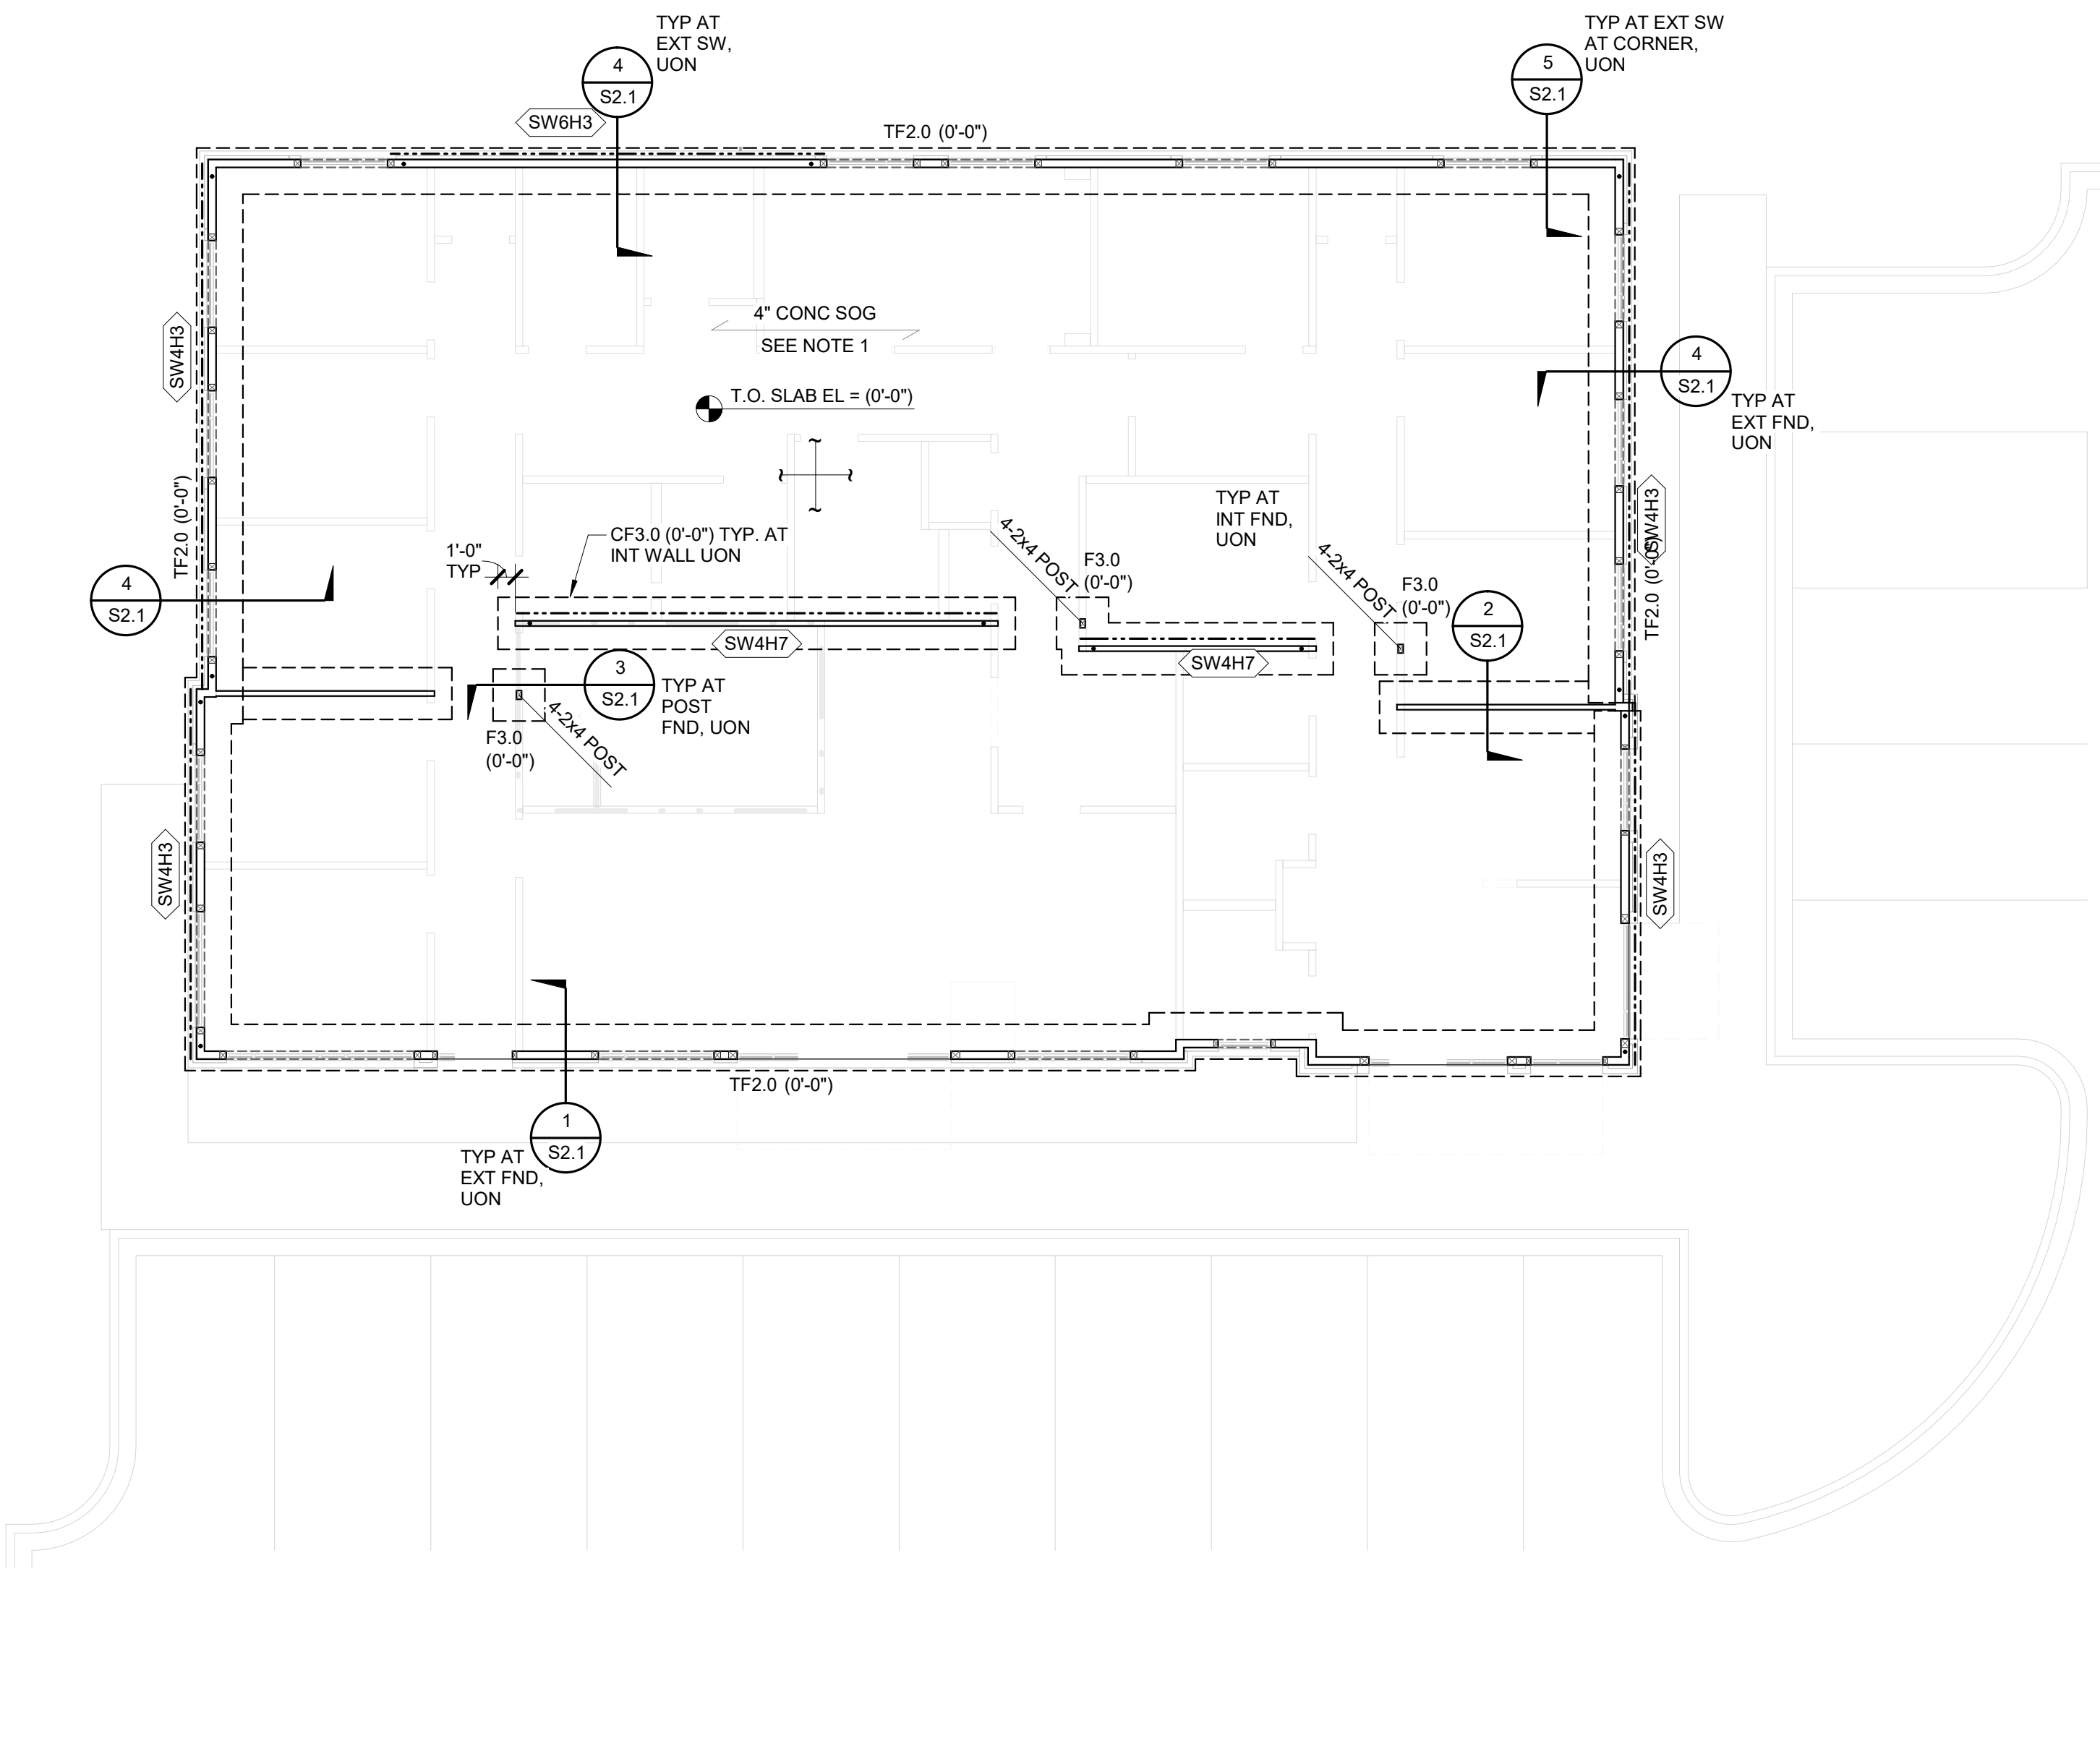 TYP AT
EXT SW,
UON
4
S2.1
TYP AT EXT SW
AT CORNER,
UON
5
S2.1
SW6H3
TF2.0 (0'-0")
4" CONC SOG
SEE NOTE 1
T.O. SLAB EL = (0'-0")
SW4H3
4
S2.1
TYP AT
EXT FND,
UON
TF2.0 (0'-0")
4
S2.1
1'-0"
TYP
CF3.0 (0'-0") TYP. AT
INT WALL UON
4-2x4 POST
F3.0
(0'-0")
TYP AT
INT FND,
UON
4-2x4 POST
F3.0
(0'-0")
2
S2.1
SW4H3
TF2.0 (0'-0")
SW4H7
SW4H7
3
S2.1
TYP AT
POST
FND, UON
4-2x4 POST
F3.0
(0'-0")
SW4H3
SW4H3
TF2.0 (0'-0")
1
S2.1
TYP AT
EXT FND,
UON